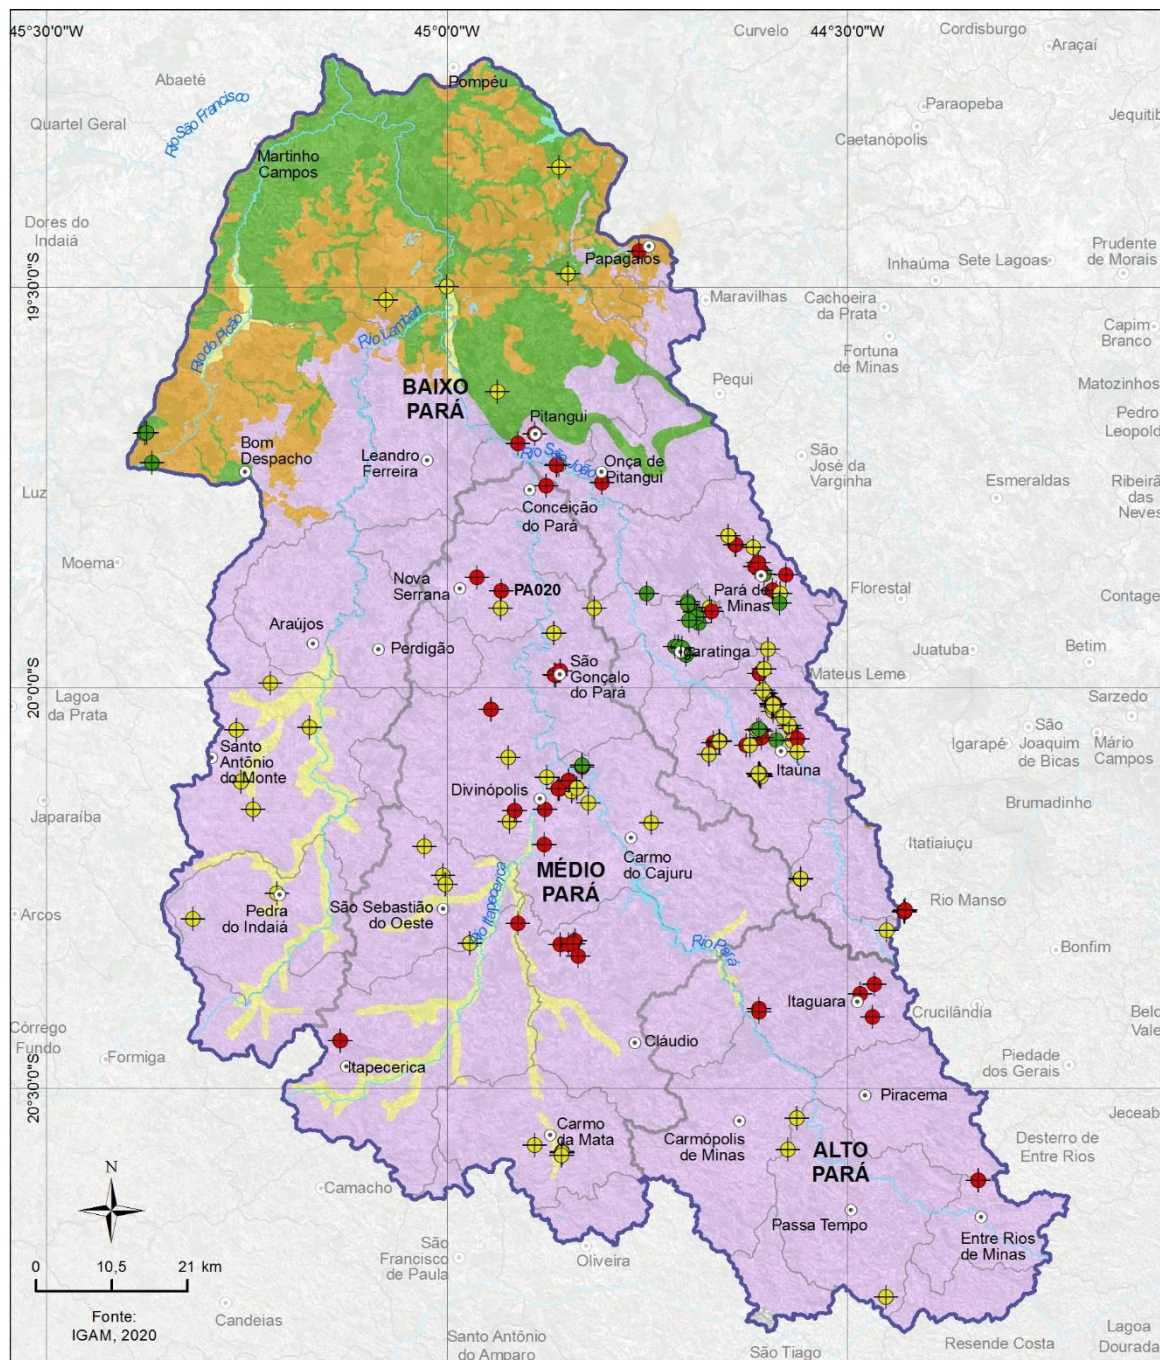 45°30'0"W
45°0'0"W
44°30'0"W
Curvelo
Cordisburgo
Araçaí
Abaeté
Pompéu
Paraopeba
Rio São Francisco
Quartel Geral
Caetanópolis
Martinho
Campos
Dores do
Indaiá
Papagaios
Inhaúma
Sete Lagoas
Prudente
de Morais
19°30'0"S
Maravilhas
Cachoeira
da Prata
Rio do Picão
Rio Lambari
Fortuna
de Minas
Capim
Branco
BAIXO
PARÁ
Pequi
Matozinhos
Pitangui
Pedro
Leopold
Bom
Despacho
Leandro
Ferreira
Rio São João
Onça de
Pitangui
São
José da
Varginha
Luz
Esmeraldas
Ribeirã
das
Neves
Conceição
do Pará
Moema
Nova
Serrana
PA020
Pará de
Minas
Florestal
Contage
Araújos
Perdigão
Igaratinga
Juatuba
Betim
São
Gonçalo
do Pará
Mateus Leme
20°0'0"S
Lagoa
da Prata
Sarzedo
Santo
Antônio
do Monte
Itaúna
Igarapé
São
Joaquim
de Bicas
Mário
Campos
Divinópolis
Brumadinho
Japaraíba
Carmo
do Cajuru
Itatiaiuçu
MÉDIO
PARÁ
Rio Itapecerica
Arcos
Pedra
do Indaiá
São Sebastião
do Oeste
Rio Manso
Rio Pará
Bonfim
Itaguara
Crucilândia
Belo
Vale
Córrego
Fundo
Formiga
Cláudio
Itapecerica
Piedade
dos Gerais
20°30'0"S
Piracema
Jeceab
Carmo
da Mata
Carmópolis
de Minas
ALTO
PARÁ
Desterro de
Entre Rios
N
Camacho
Passa Tempo
Entre Rios
de Minas
São
Francisco
de Paula
Oliveira
0 10,5 21 km
Fonte:
IGAM, 2020
Candeias
Santo Antônio
do Amparo
São Tiago
Resende Costa
Lagoa
Dourada